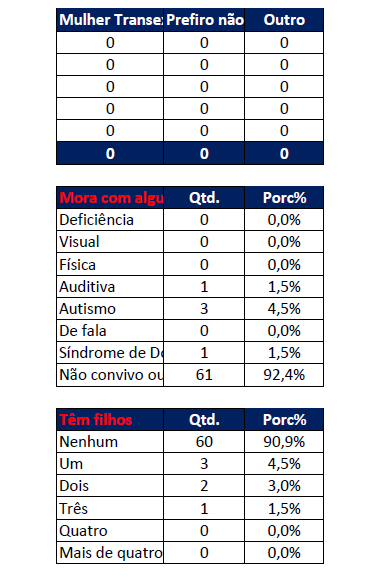 Mulher Transe Prefiro não Outro
0 0 0
0 0 0
0 0 0
0 0 0
0 0 0
0 0 0
Mora com algu Qtd. Porc%
Deficiência 0 0,0%
Visual 0 0,0%
Física 0 0,0%
Auditiva 1 1,5%
Autismo 3 4,5%
De fala 0 0,0%
Síndrome de Do 1 1,5%
Não convivo ou 61 92,4%
Têm filhos Qtd. Porc%
Nenhum 60 90,9%
Um 3 4,5%
Dois 2 3,0%
Três 1 1,5%
Quatro 0 0,0%
Mais de quatro 0 0,0%